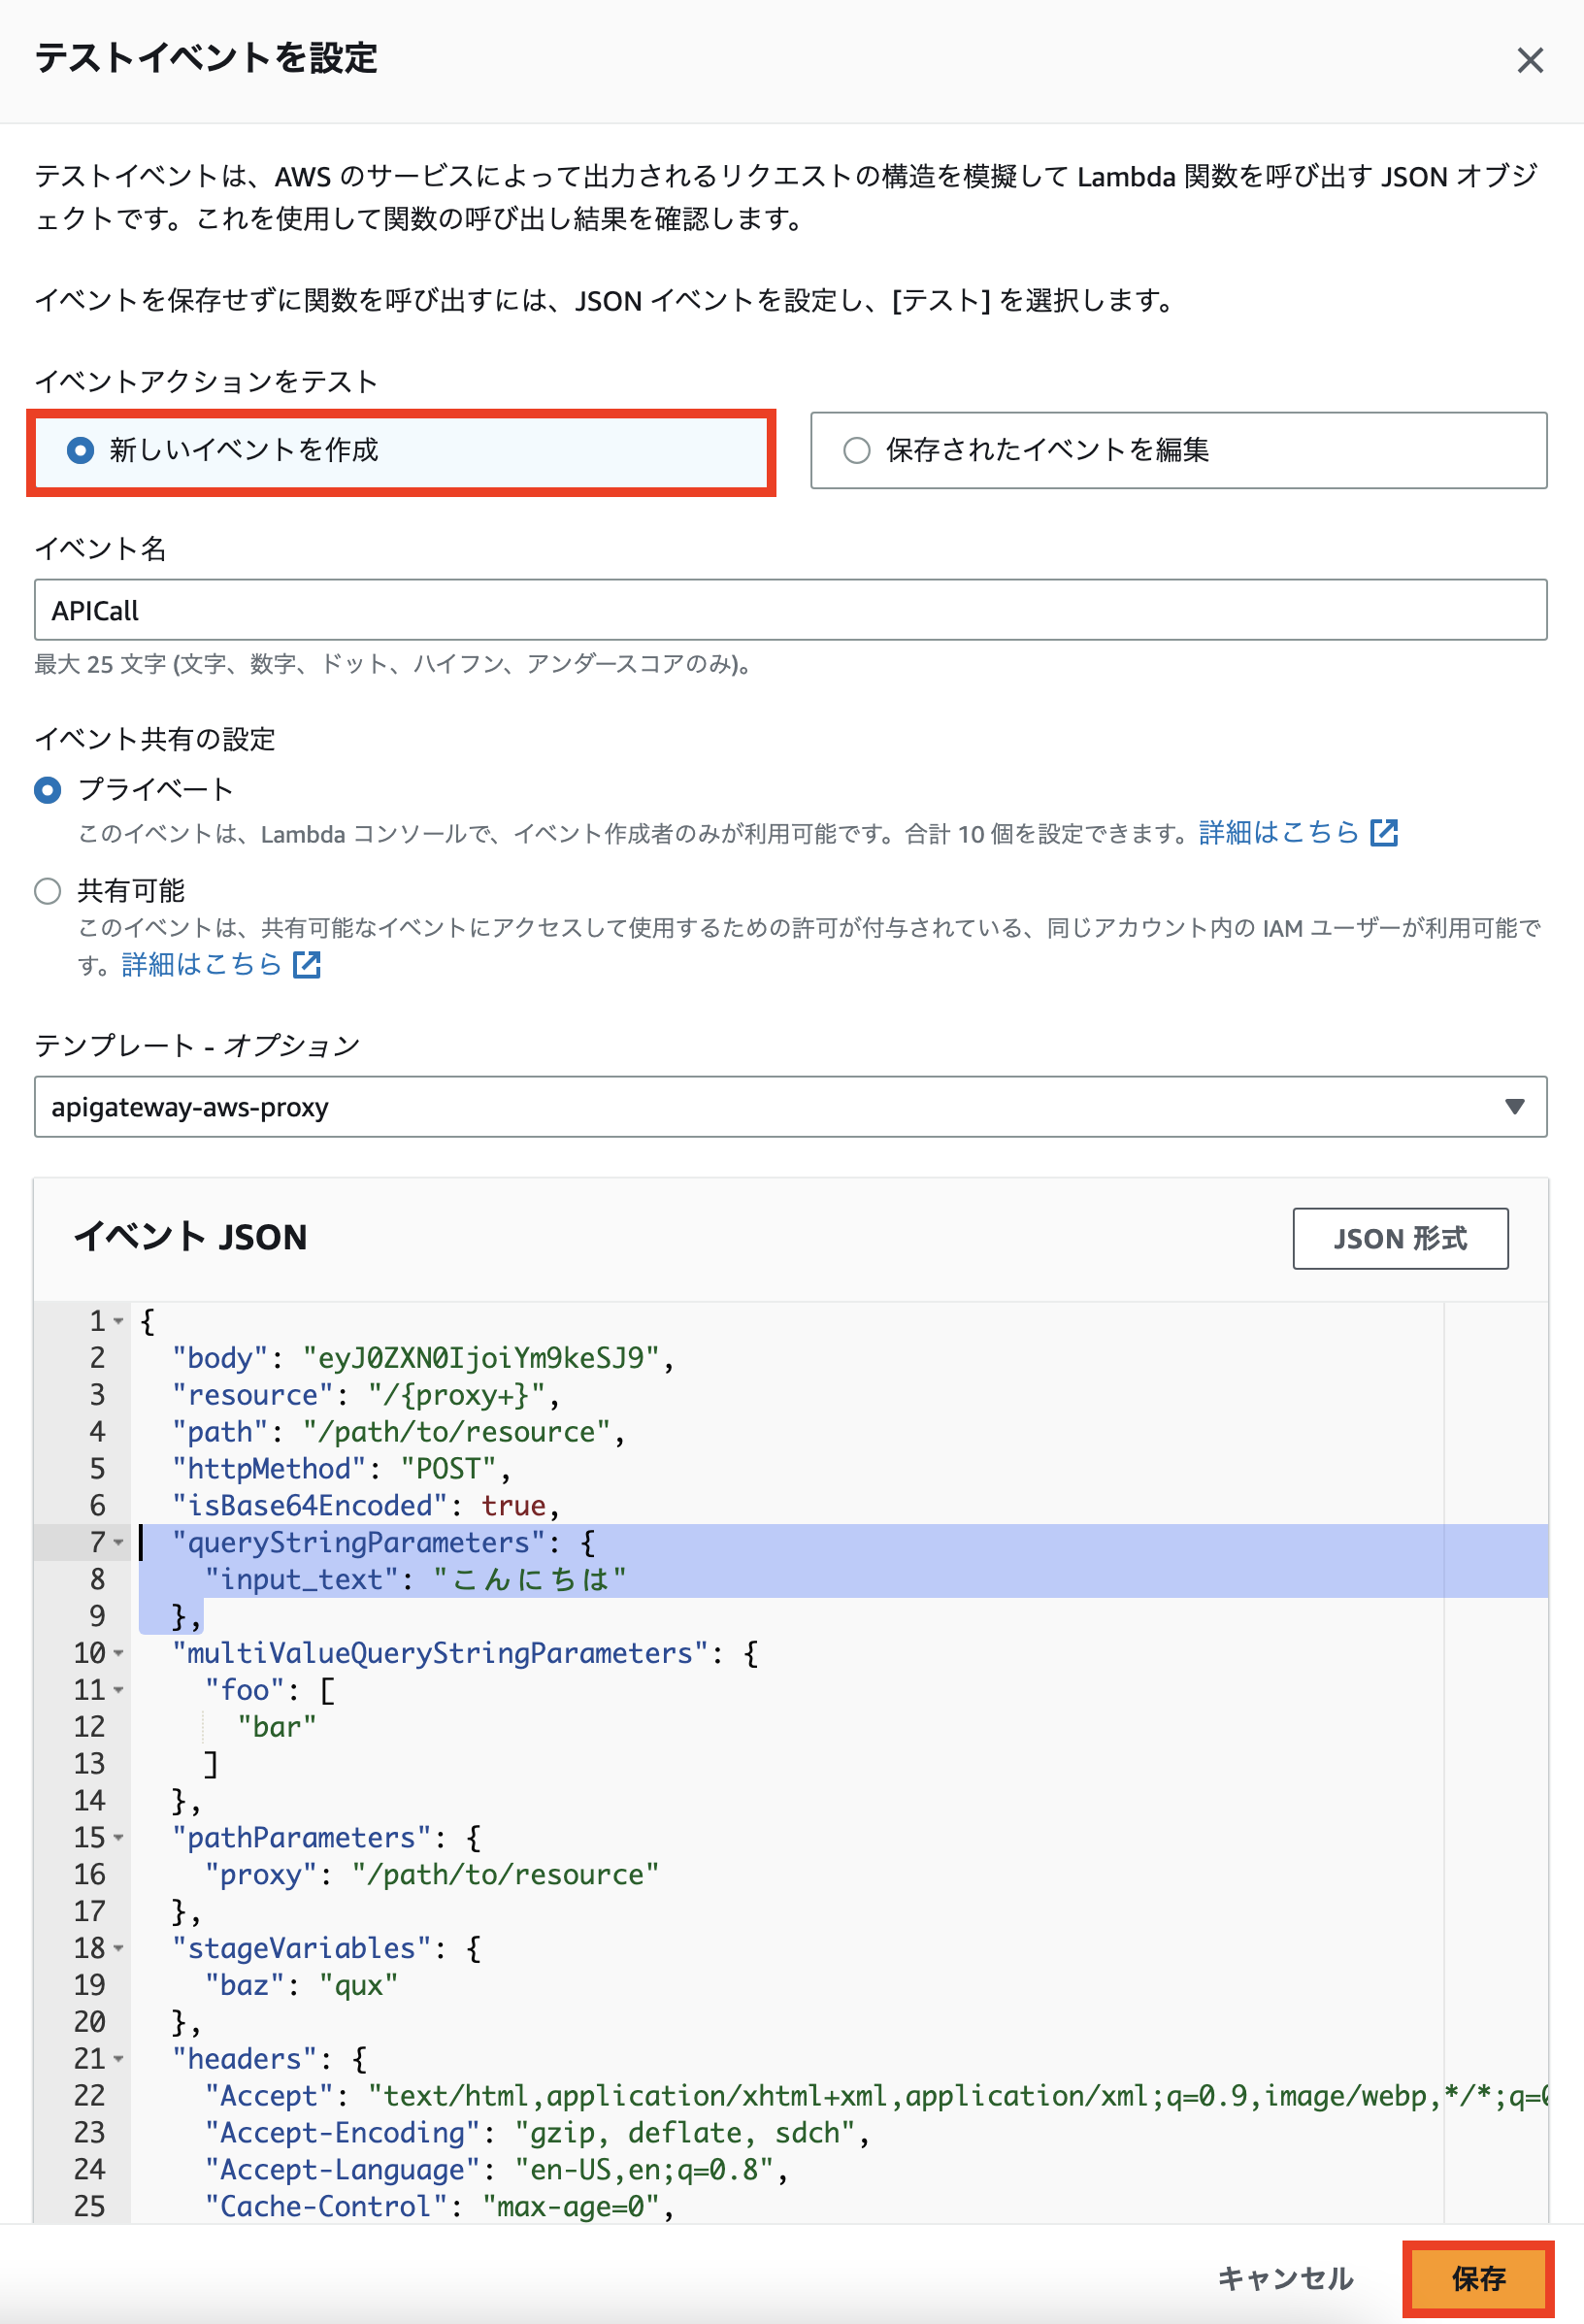 テストイベントを設定
テストイベントは、AWS のサービスによって出力されるリクエストの構造を模擬して Lambda 関数を呼び出す JSON オブジ
ェクトです。これを使用して関数の呼び出し結果を確認します。
イベントを保存せずに関数を呼び出すには、JSON イベントを設定し、[テスト] を選択します。
イベントアクションをテスト
新しいイベントを作成
保存されたイベントを編集
イベント名
APICall
最大 25 文字 (文字、数字、ドット、ハイフン、アンダースコアのみ)。
イベント共有の設定
プライベート
このイベントは、Lambda コンソールで、イベント作成者のみが利用可能です。合計 10 個を設定できます。詳細はこちら
共有可能
このイベントは、共有可能なイベントにアクセスして使用するための許可が付与されている、同じアカウント内の IAM ユーザーが利用可能で
す。詳細はこちら
テンプレート - オプション
apigateway-aws-proxy
イベント JSON
JSON 形式
1 {
2 "body": "eyJ0ZXN0IjoiYm9keSJ9",
3 "resource": "/{proxy+}",
4 "path": "/path/to/resource",
5 "httpMethod": "POST",
6 "isBase64Encoded": true,
7 "queryStringParameters": {
8 "input_text": "こんにちは"
9 },
10 "multiValueQueryStringParameters": {
11 "foo": [
12 "bar"
13 ]
14 },
15 "pathParameters": {
16 "proxy": "/path/to/resource"
17 },
18 "stageVariables": {
19 "baz": "qux"
20 },
21 "headers": {
22 "Accept": "text/html,application/xhtml+xml,application/xml;q=0.9,image/webp,*/*;q=
23 "Accept-Encoding": "gzip, deflate, sdch",
24 "Accept-Language": "en-US,en;q=0.8",
25 "Cache-Control": "max-age=0",
キャンセル
保存